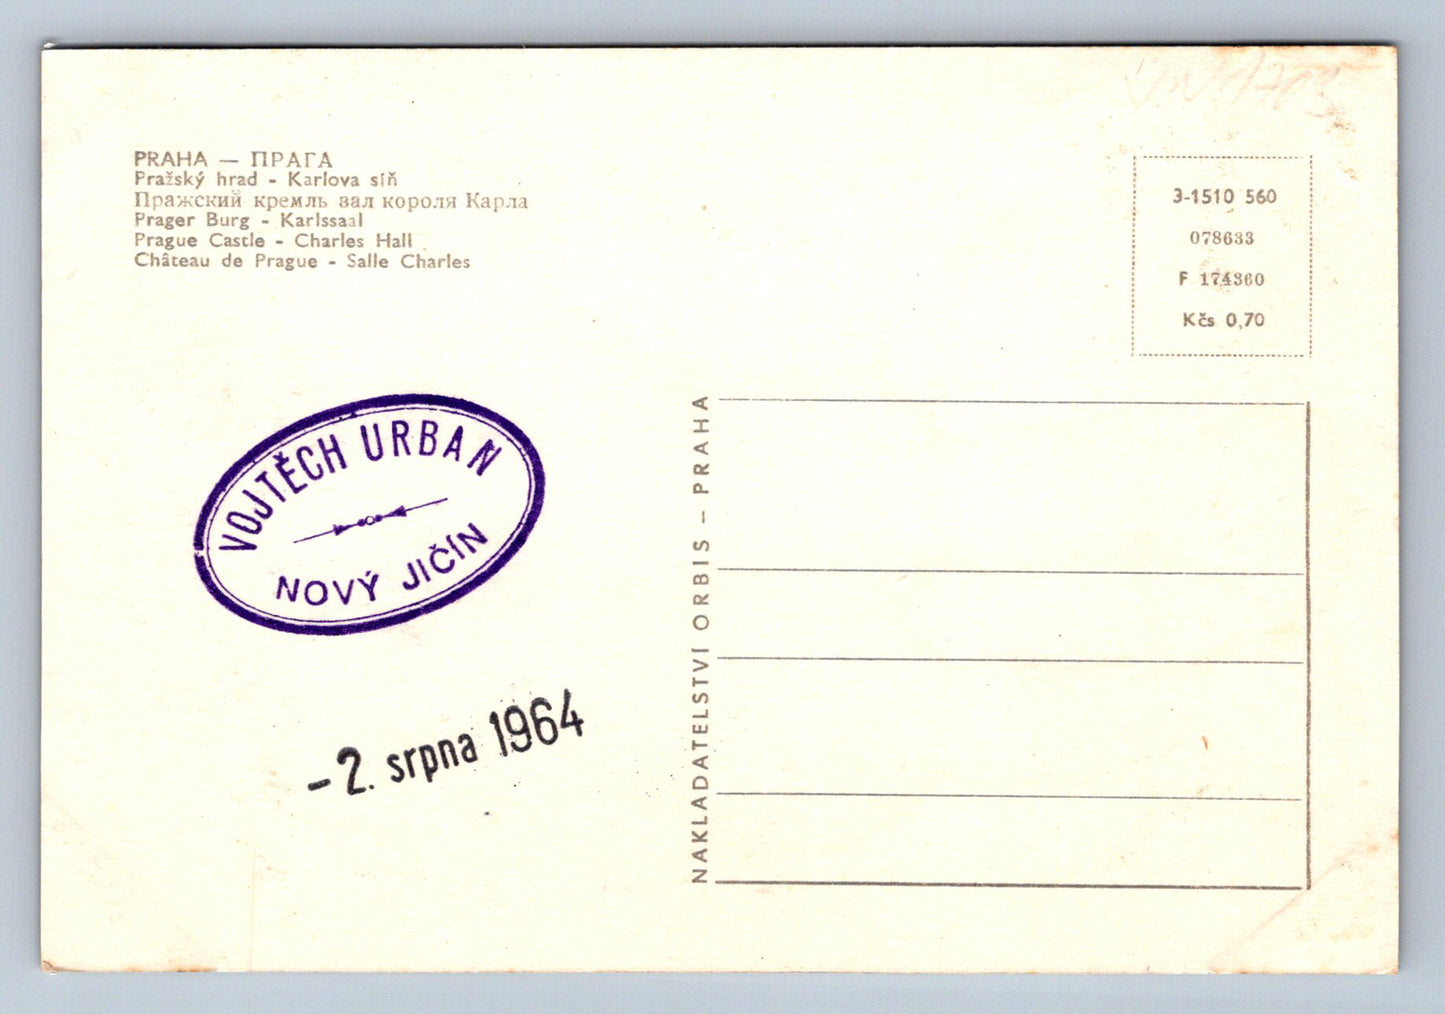 PRAHA — ПРАГА
Pražský hrad - Karlova síň
Пражский кремль зал короля Карла
Prager Burg - Karlssaal
Prague Castle - Charles Hall
Château de Prague - Salle Charles
3-1510 560
078633
F 174360
Kčs 0,70
VOJTĚCH URBAN
NOVÝ JIČÍN
-2. srpna 1964
NAKLADATELSTVÍ ORBIS – PRAHA